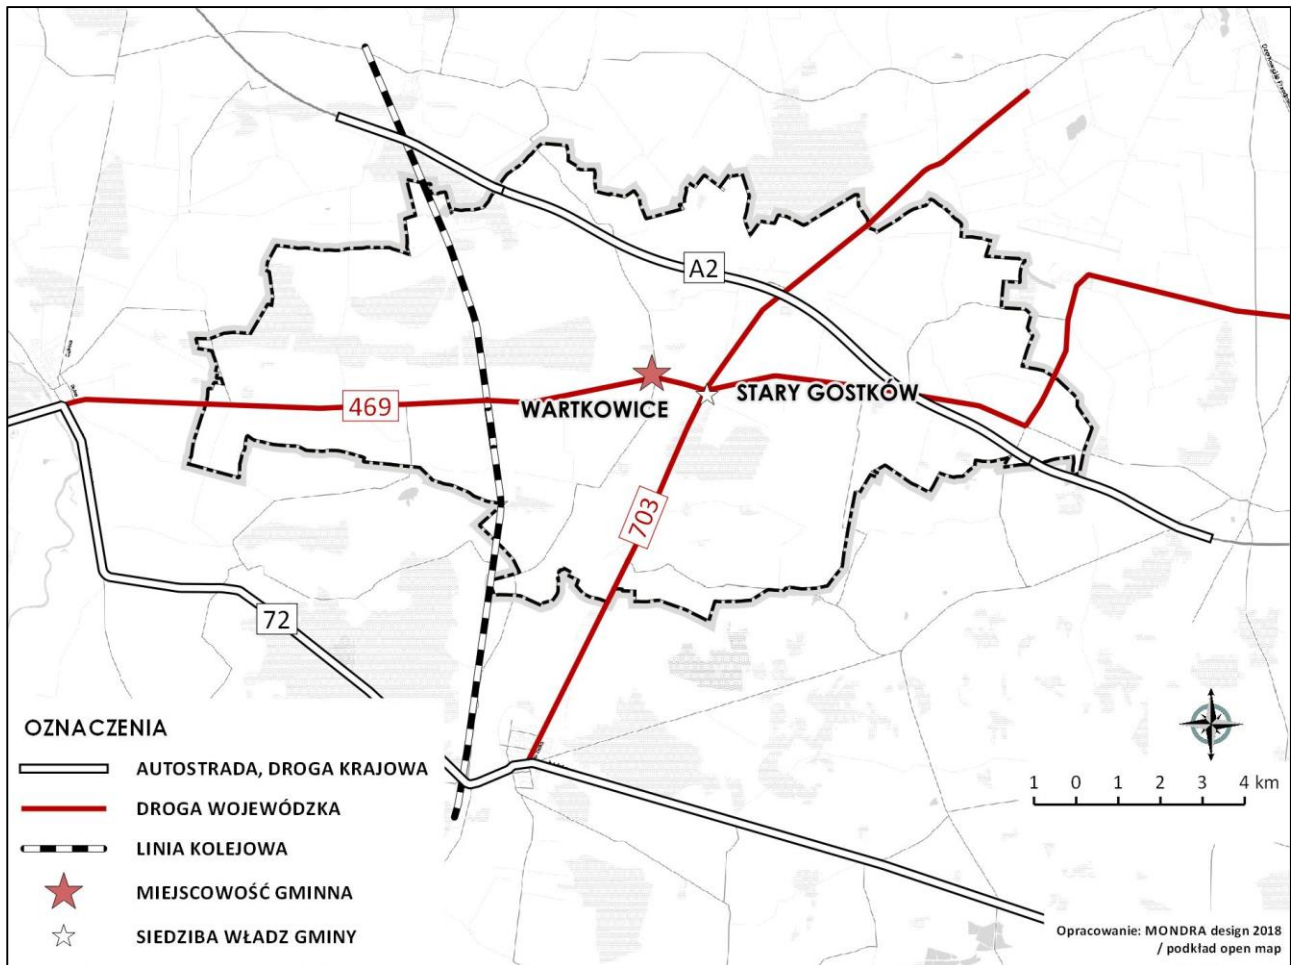 A2
STARY GOSTKÓW
469
WARTKOWICE
703
72
OZNACZENIA
AUTOSTRADA, DROGA KRAJOWA
DROGA WOJEWÓDZKA
LINIA KOLEJOWA
MIEJSCOWOŚĆ GMINNA
SIEDZIBA WŁADZ GMINY
1 0 1 2 3 4 km
Opracowanie: MONDRA design 2018
/ podkład open map